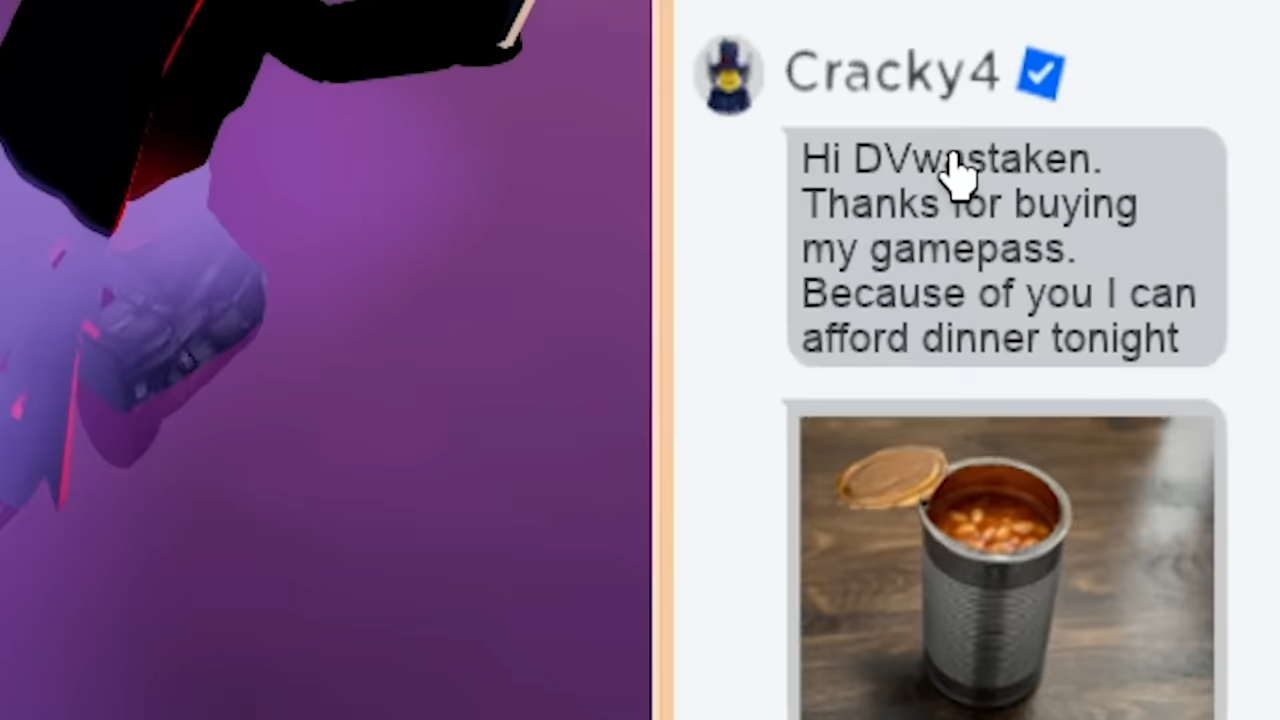 Cracky4
Hi DVwastaken.
Thanks for buying
my gamepass.
Because of you I can
afford dinner tonight